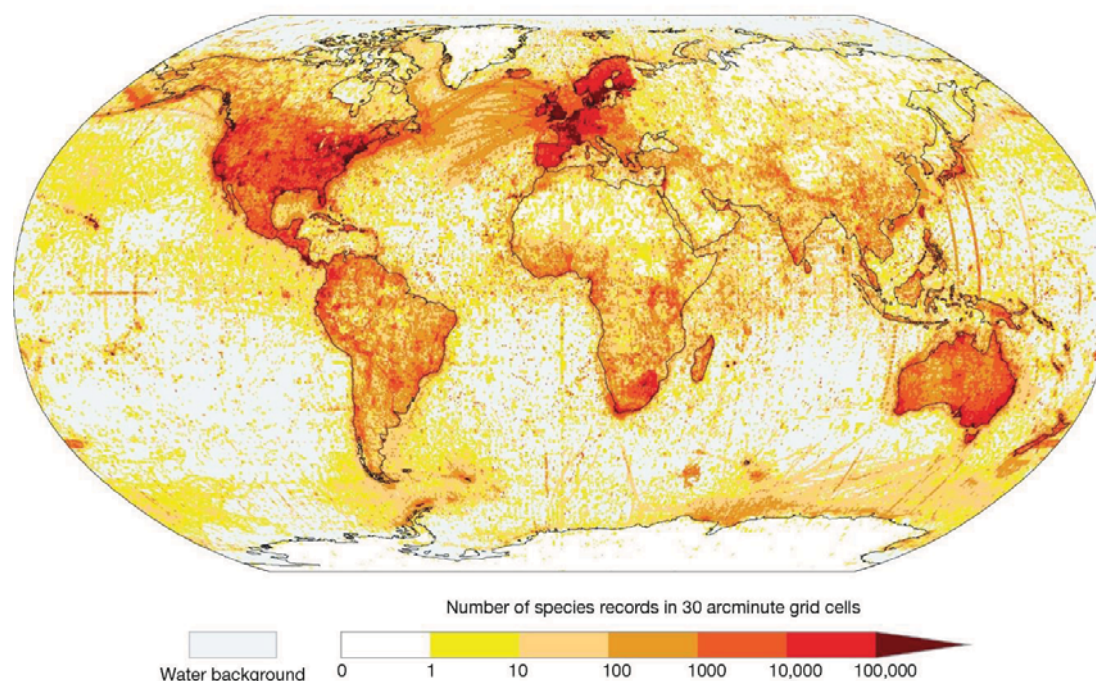 Number of species records in 30 arcminute grid cells
Water background
0 1 10 100 1000 10,000 100,000